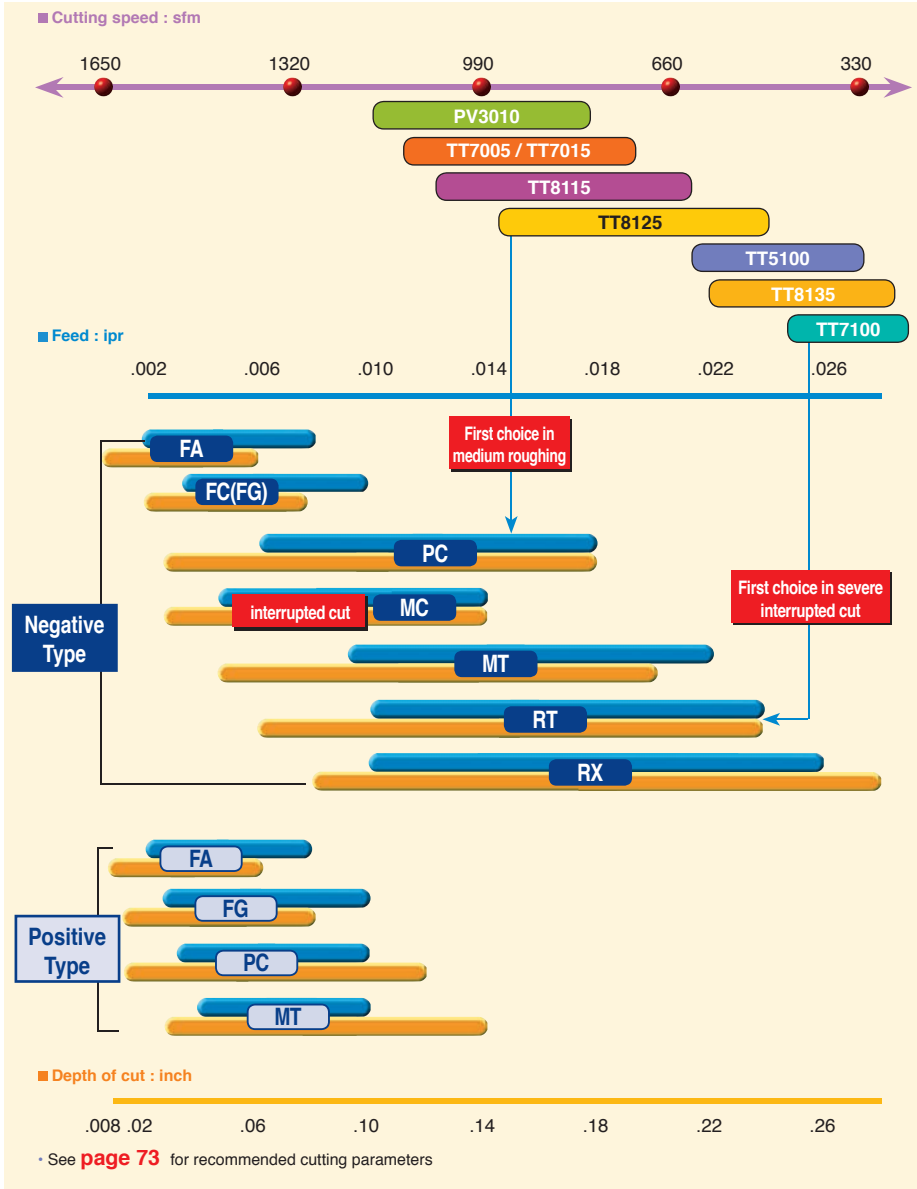 ■ Cutting speed : sfm
1650 1320 990 660 330
PV3010
TT7005 / TT7015
TT8115
TT8125
TT5100
TT8135
TT7100
■ Feed : ipr
.002 .006 .010 .014 .018 .022 .026
First choice in
medium roughing
FA
FC(FG)
PC
First choice in severe
interrupted cut
interrupted cut
MC
Negative
Type
MT
RT
RX
FA
FG
Positive
Type
PC
MT
■ Depth of cut : inch
.008 .02 .06 .10 .14 .18 .22 .26
• See page 73 for recommended cutting parameters